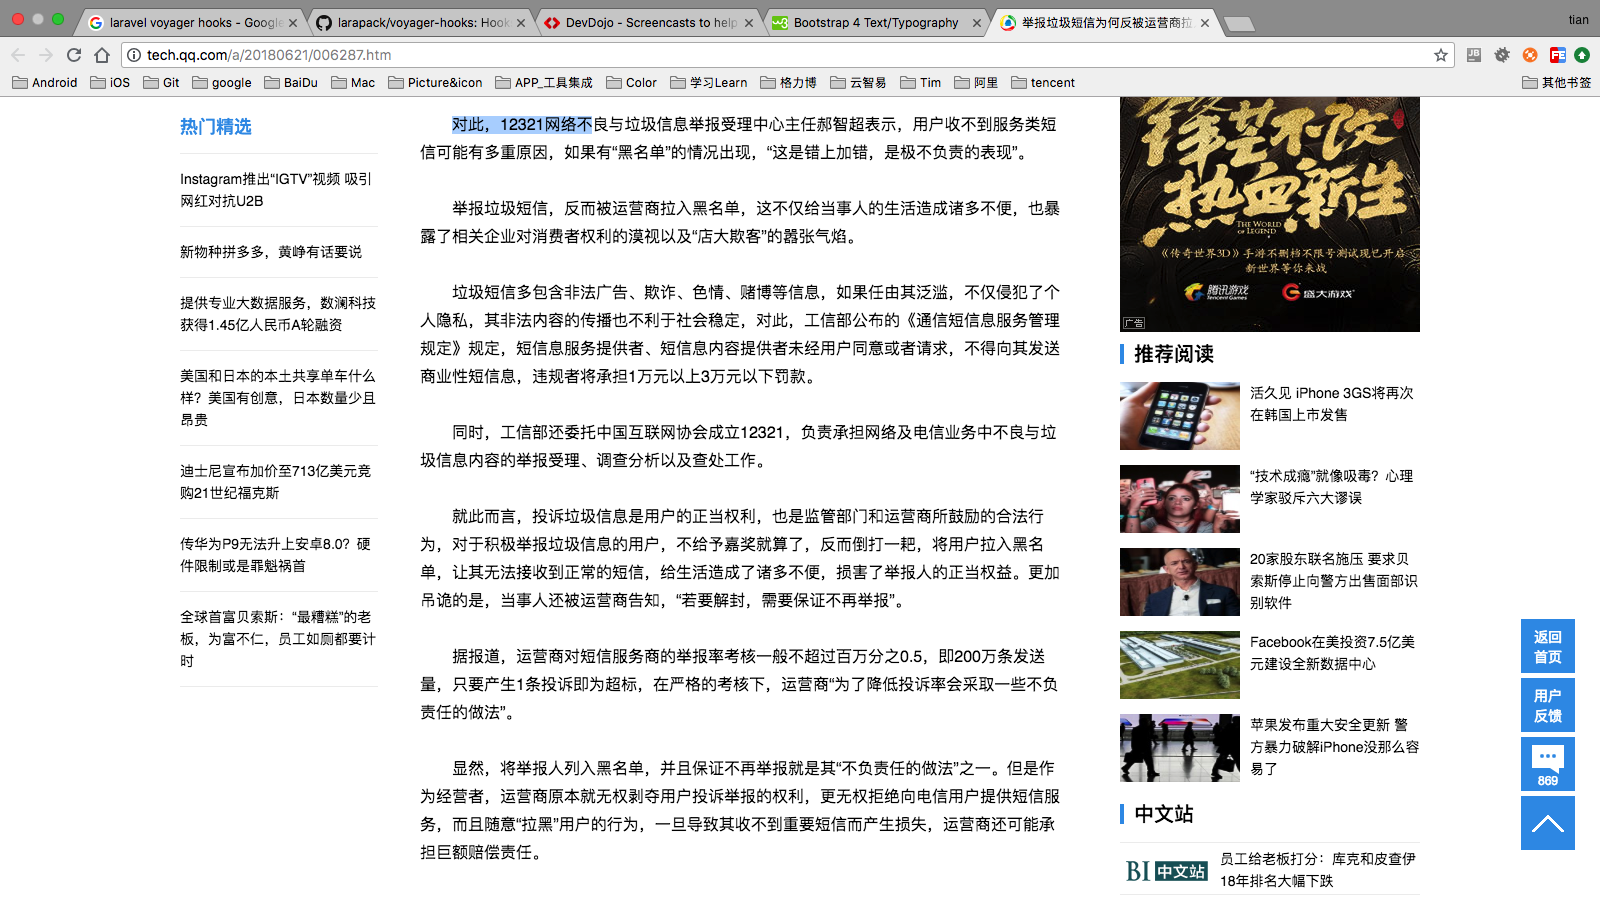 laravel voyager hooks - Google
larapack/voyager-hooks: Hook
DevDojo - Screencasts to help
Bootstrap 4 Text/Typography
举报垃圾短信为何反被运营商拉
tian
tech.qq.com/a/20180621/006287.htm
Android
iOS
Git
google
BaiDu
Mac
Picture&icon
APP_工具集成
Color
学习Learn
格力博
云智易
Tim
阿里
tencent
其他书签
热门精选
Instagram推出“IGTV”视频 吸引
网红对抗U2B
新物种拼多多，黄峥有话要说
提供专业大数据服务，数澜科技
获得1.45亿人民币A轮融资
美国和日本的本土共享单车什么
样？美国有创意，日本数量少且
昂贵
迪士尼宣布加价至713亿美元竞
购21世纪福克斯
传华为P9无法升上安卓8.0？硬
件限制或是罪魁祸首
全球首富贝索斯：“最糟糕”的老
板，为富不仁，员工如厕都要计
时
对此，12321网络不良与垃圾信息举报受理中心主任郝智超表示，用户收不到服务类短
信可能有多重原因，如果有“黑名单”的情况出现，“这是错上加错，是极不负责的表现”。
举报垃圾短信，反而被运营商拉入黑名单，这不仅给当事人的生活造成诸多不便，也暴
露了相关企业对消费者权利的漠视以及“店大欺客”的嚣张气焰。
垃圾短信多包含非法广告、欺诈、色情、赌博等信息，如果任由其泛滥，不仅侵犯了个
人隐私，其非法内容的传播也不利于社会稳定，对此，工信部公布的《通信短信息服务管理
规定》规定，短信息服务提供者、短信息内容提供者未经用户同意或者请求，不得向其发送
商业性短信息，违规者将承担1万元以上3万元以下罚款。
同时，工信部还委托中国互联网协会成立12321，负责承担网络及电信业务中不良与垃
圾信息内容的举报受理、调查分析以及查处工作。
就此而言，投诉垃圾信息是用户的正当权利，也是监管部门和运营商所鼓励的合法行
为，对于积极举报垃圾信息的用户，不给予嘉奖就算了，反而倒打一耙，将用户拉入黑名
单，让其无法接收到正常的短信，给生活造成了诸多不便，损害了举报人的正当权益。更加
吊诡的是，当事人还被运营商告知，“若要解封，需要保证不再举报”。
据报道，运营商对短信服务商的举报率考核一般不超过百万分之0.5，即200万条发送
量，只要产生1条投诉即为超标，在严格的考核下，运营商“为了降低投诉率会采取一些不负
责任的做法”。
显然，将举报人列入黑名单，并且保证不再举报就是其“不负责任的做法”之一。但是作
为经营者，运营商原本就无权剥夺用户投诉举报的权利，更无权拒绝向电信用户提供短信服
务，而且随意“拉黑”用户的行为，一旦导致其收不到重要短信而产生损失，运营商还可能承
担巨额赔偿责任。
锋芒不改
热血新生
THE WORLD
OF LEGEND
《传奇世界3D》手游不删档不限号测试现已开启
新世界等你来战
腾讯游戏
Tencent Games
盛大游戏
广告
推荐阅读
活久见 iPhone 3GS将再次
在韩国上市发售
“技术成瘾”就像吸毒？心理
学家驳斥六大谬误
20家股东联名施压 要求贝
索斯停止向警方出售面部识
别软件
Facebook在美投资7.5亿美
元建设全新数据中心
苹果发布重大安全更新 警
方暴力破解iPhone没那么容
易了
中文站
BI 中文站
员工给老板打分：库克和皮查伊
18年排名大幅下跌
返回
首页
用户
反馈
869